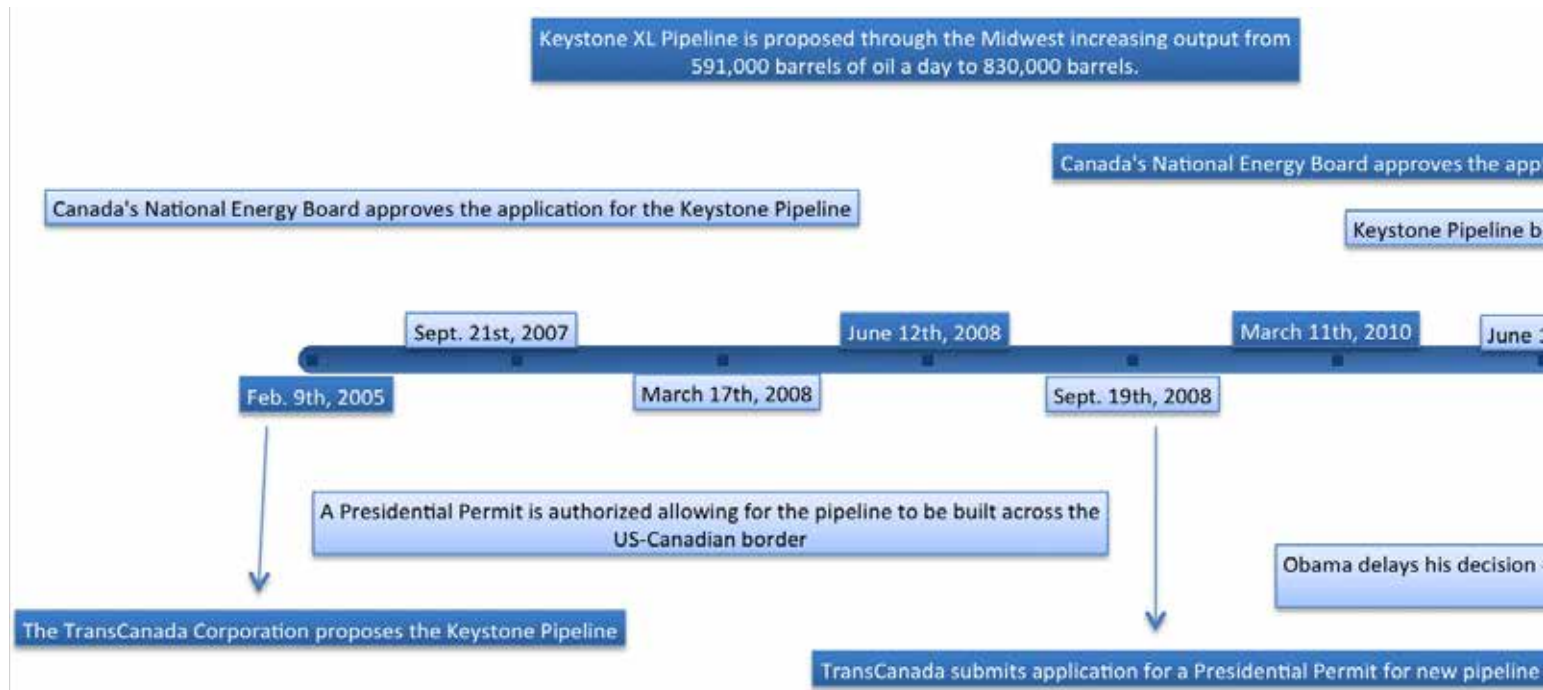 Keystone XL Pipeline is proposed through the Midwest increasing output from
591,000 barrels of oil a day to 830,000 barrels.
Canada's National Energy Board approves the
Canada's National Energy Board approves the application for the Keystone Pipeline
Keystone Pipeline
Sept. 21st, 2007
June 12th, 2008
March 11th, 2010
June
Feb. 9th, 2005
March 17th, 2008
Sept. 19th, 2008
A Presidential Permit is authorized allowing for the pipeline to be built across the
US-Canadian border
Obama delays his decision
The TransCanada Corporation proposes the Keystone Pipeline
TransCanada submits application for a Presidential Permit for new pipeline